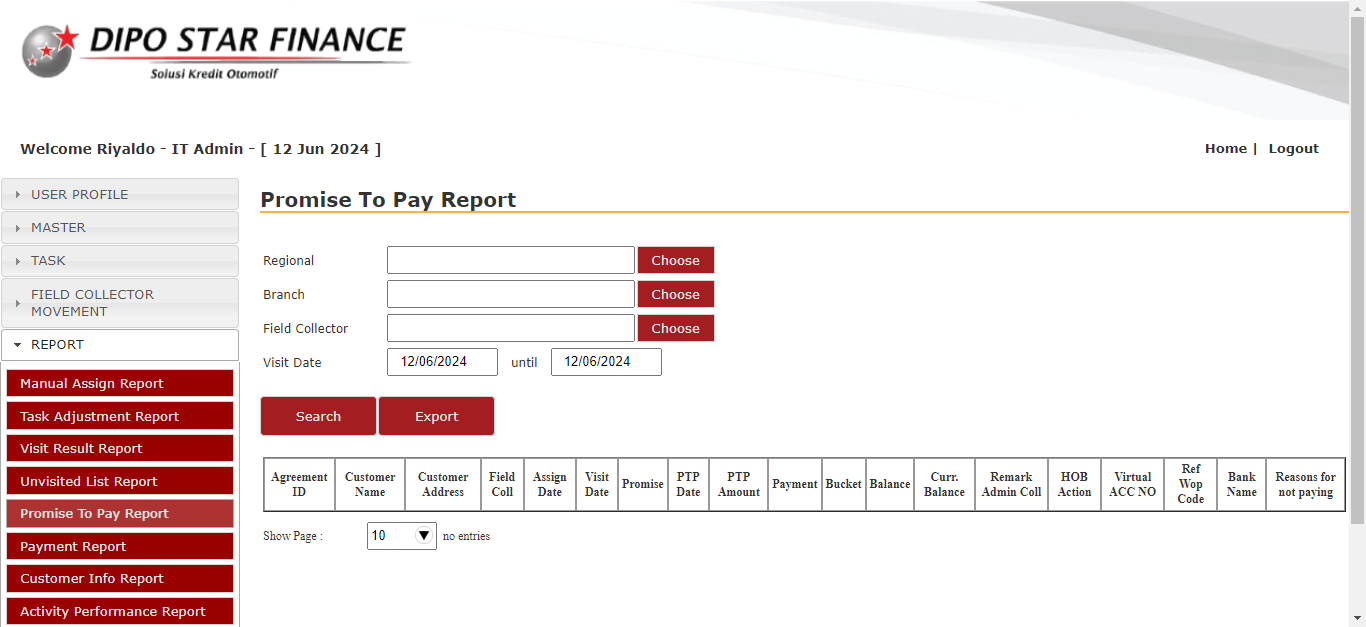 DIPO STAR FINANCE
Solusi Kredit Otomotif
Welcome Riyaldo - IT Admin - [ 12 Jun 2024 ]
Home | Logout
USER PROFILE
MASTER
TASK
FIELD COLLECTOR
MOVEMENT
REPORT
Manual Assign Report
Task Adjustment Report
Visit Result Report
Unvisited List Report
Promise To Pay Report
Payment Report
Customer Info Report
Activity Performance Report
Promise To Pay Report
Regional Choose
Branch Choose
Field Collector Choose
Visit Date 12/06/2024 until 12/06/2024
Search Export
Agreement ID Customer Name Customer Address Field Coll Assign Date Visit Date Promise PTP Date PTP Amount Payment Bucket Balance Curr. Balance Remark Admin Coll HOB Action Virtual ACC NO Ref Wop Code Bank Name Reasons for not paying
Show Page : 10 no entries